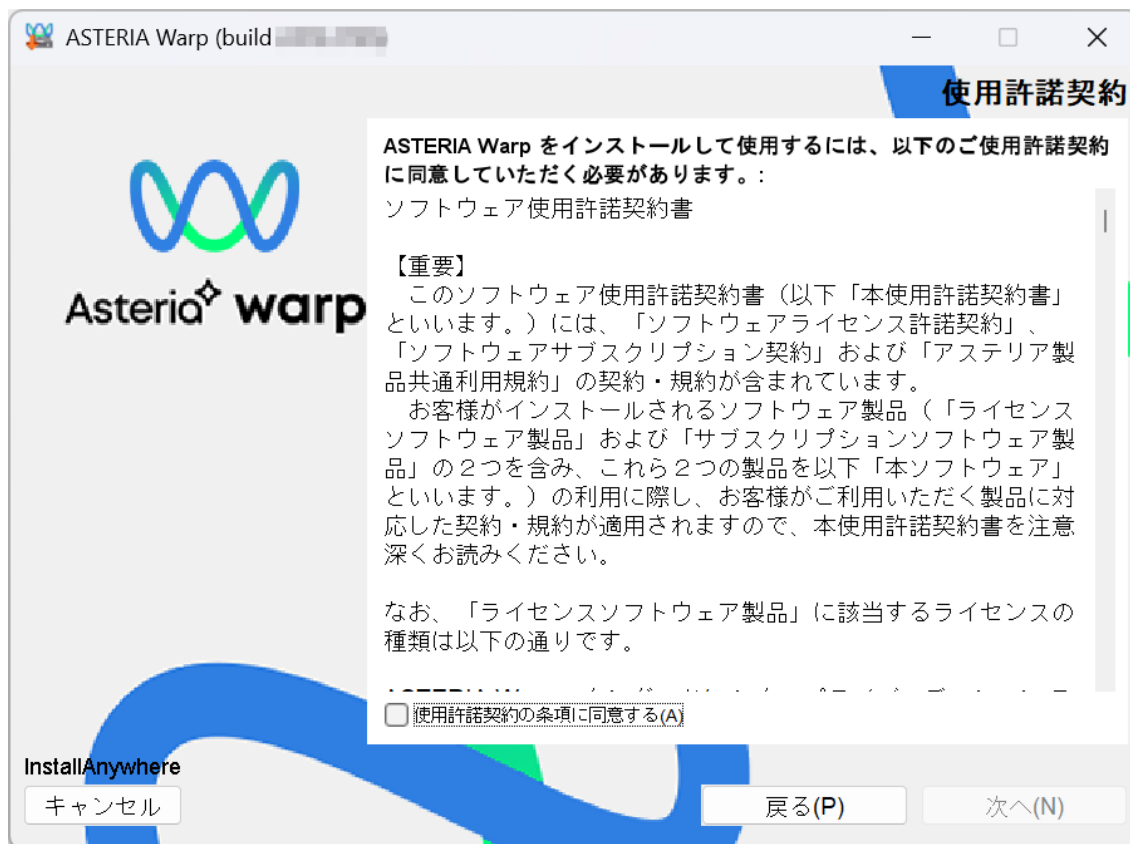 ASTERIA Warp (build
使用許諾契約
Asteria warp
ASTERIA Warp をインストールして使用するには、以下のご使用許諾契約
に同意していただく必要があります。:
ソフトウェア使用許諾契約書
【重要】
このソフトウェア使用許諾契約書（以下「本使用許諾契約書」
といいます。）には、「ソフトウェアライセンス許諾契約」、
「ソフトウェアサブスクリプション契約」および「アステリア製
品共通利用規約」の契約・規約が含まれています。
お客様がインストールされるソフトウェア製品（「ライセンス
ソフトウェア製品」および「サブスクリプションソフトウェア製
品」の２つを含み、これら２つの製品を以下「本ソフトウェア」
といいます。）の利用に際し、お客様がご利用いただく製品に対
応した契約・規約が適用されますので、本使用許諾契約書を注意
深くお読みください。
なお、「ライセンスソフトウェア製品」に該当するライセンスの
種類は以下の通りです。
使用許諾契約の条項に同意する(A)
InstallAnywhere
キャンセル
戻る(P)
次へ(N)